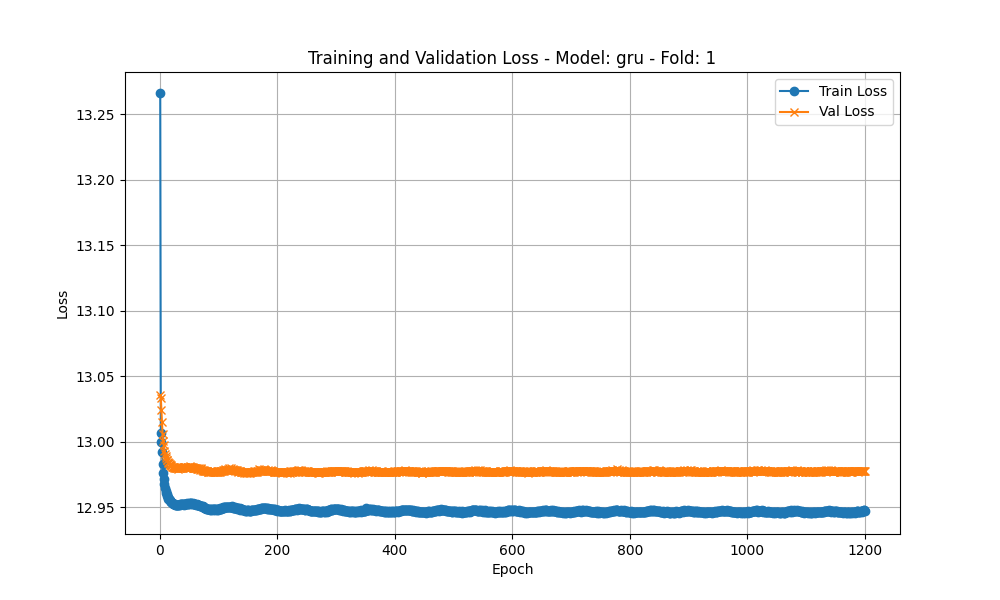 Training and Validation Loss - Model: gru - Fold: 1
Train Loss
Val Loss
13.25
13.20
13.15
13.10
13.05
13.00
12.95
Loss
0 200 400 600 800 1000 1200
Epoch